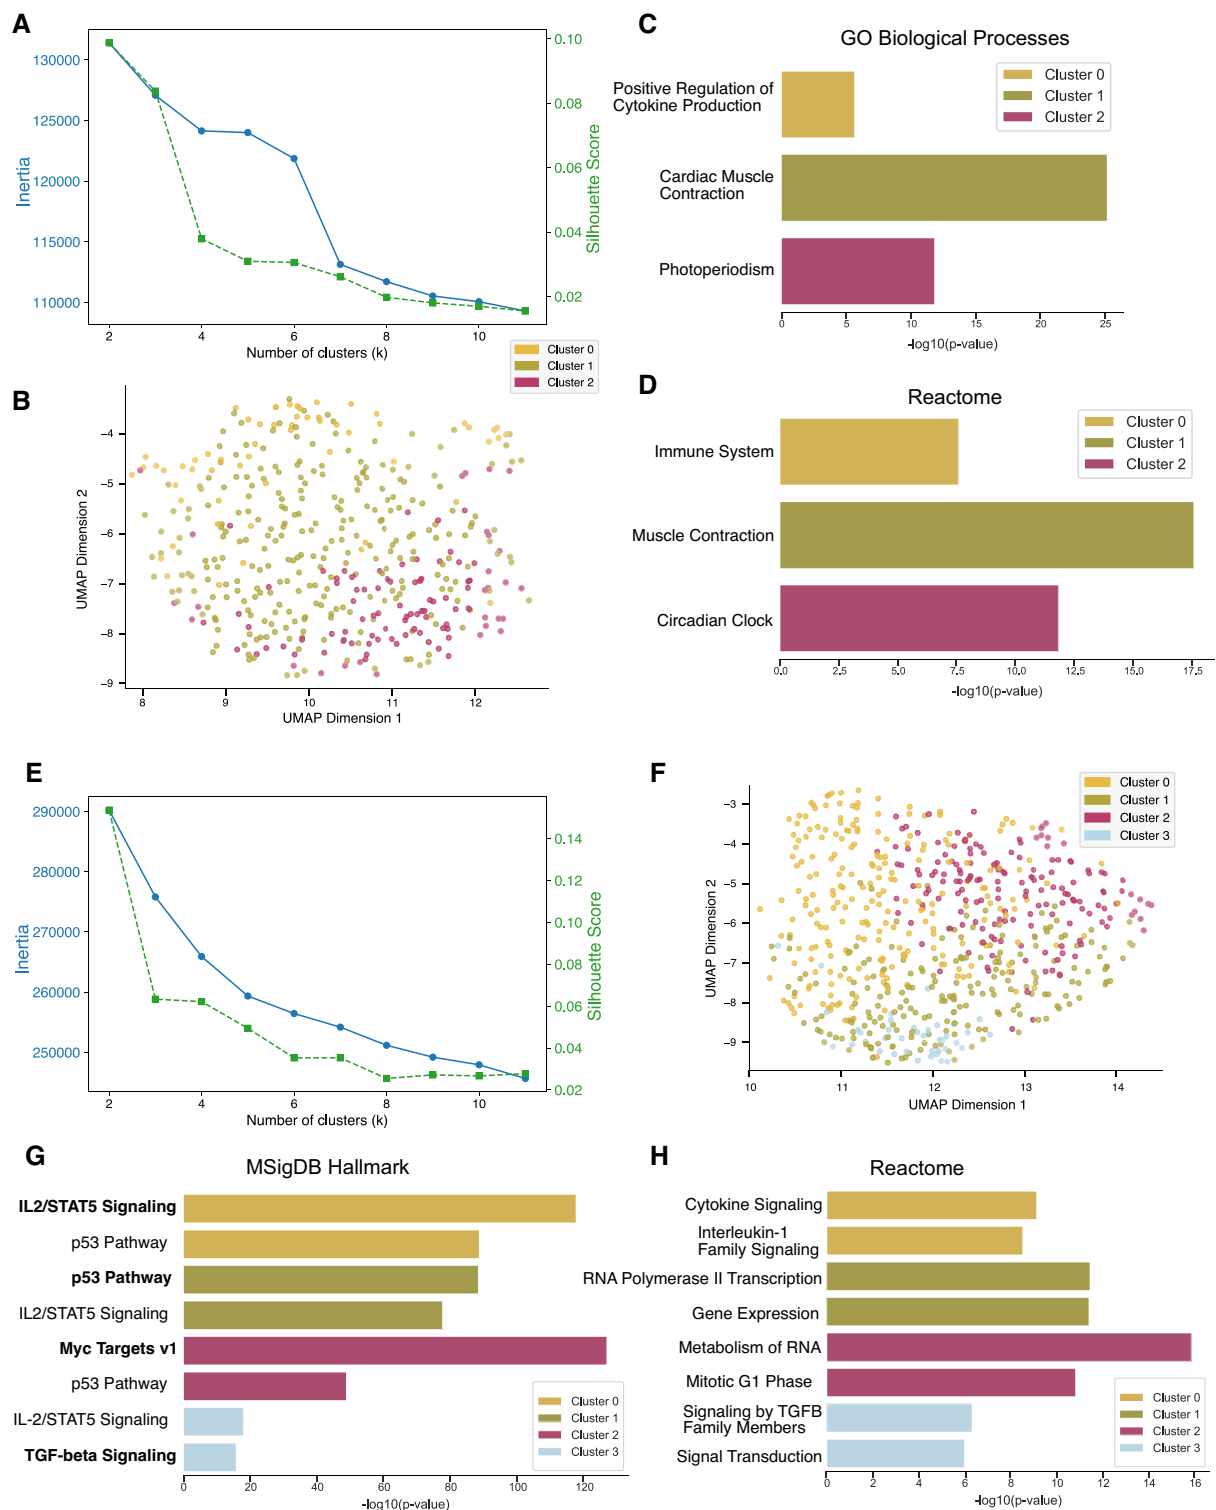 A
130000
125000
120000
115000
110000
Inertia
0.10
0.08
0.06
0.04
0.02
Silhouette Score
2
4
6
8
10
Number of clusters (k)
B
Cluster 0
Cluster 1
Cluster 2
−4
−5
−6
−7
−8
−9
UMAP Dimension 2
8
9
10
11
12
UMAP Dimension 1
C
GO Biological Processes
Positive Regulation of
Cytokine Production
Cardiac Muscle
Contraction
Photoperiodism
Cluster 0
Cluster 1
Cluster 2
0
5
10
15
20
25
-log10(p-value)
D
Reactome
Immune System
Muscle Contraction
Circadian Clock
Cluster 0
Cluster 1
Cluster 2
0.0
2.5
5.0
7.5
10.0
12.5
15.0
17.5
-log10(p-value)
E
290000
280000
270000
260000
250000
Inertia
0.14
0.12
0.10
0.08
0.06
0.04
0.02
Silhouette Score
2
4
6
8
10
Number of clusters (k)
F
Cluster 0
Cluster 1
Cluster 2
Cluster 3
−3
−4
−5
−6
−7
−8
−9
UMAP Dimension 2
10
11
12
13
14
UMAP Dimension 1
G
MSigDB Hallmark
IL2/STAT5 Signaling
p53 Pathway
p53 Pathway
IL2/STAT5 Signaling
Myc Targets v1
p53 Pathway
IL-2/STAT5 Signaling
TGF-beta Signaling
Cluster 0
Cluster 1
Cluster 2
Cluster 3
0
20
40
60
80
100
120
-log10(p-value)
H
Reactome
Cytokine Signaling
Interleukin-1
Family Signaling
RNA Polymerase II Transcription
Gene Expression
Metabolism of RNA
Mitotic G1 Phase
Signaling by TGFB
Family Members
Signal Transduction
Cluster 0
Cluster 1
Cluster 2
Cluster 3
0
2
4
6
8
10
12
14
16
-log10(p-value)